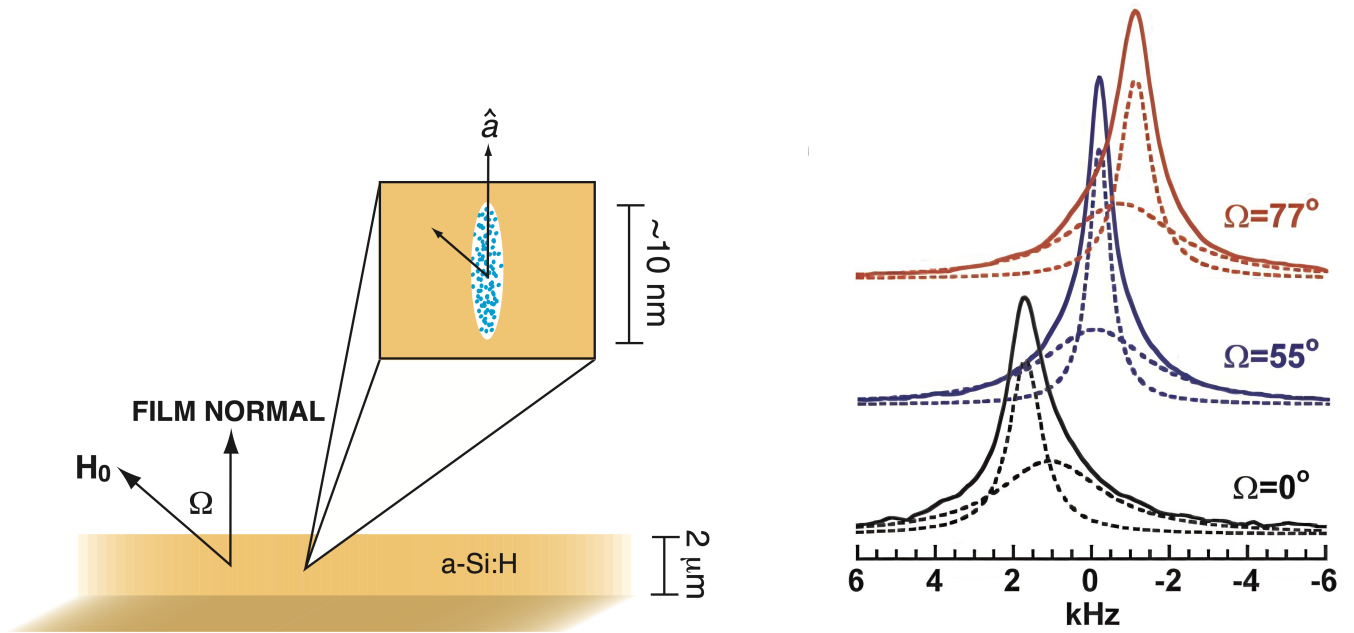 â
~10 nm
FILM NORMAL
H0
Ω
a-Si:H
2 μm
Ω=77°
Ω=55°
Ω=0°
6 4 2 0 -2 -4 -6
kHz